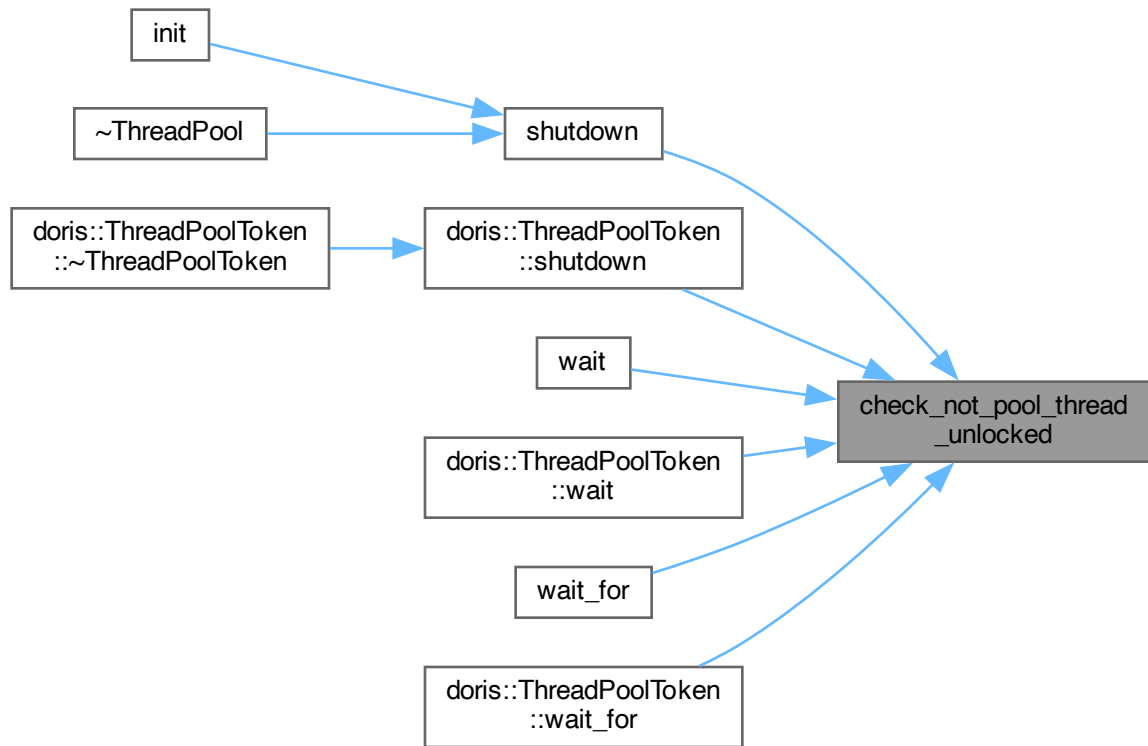 init
~ThreadPool
shutdown
doris::ThreadPoolToken
::~ThreadPoolToken
doris::ThreadPoolToken
::shutdown
wait
check_not_pool_thread
_unlocked
doris::ThreadPoolToken
::wait
wait_for
doris::ThreadPoolToken
::wait_for